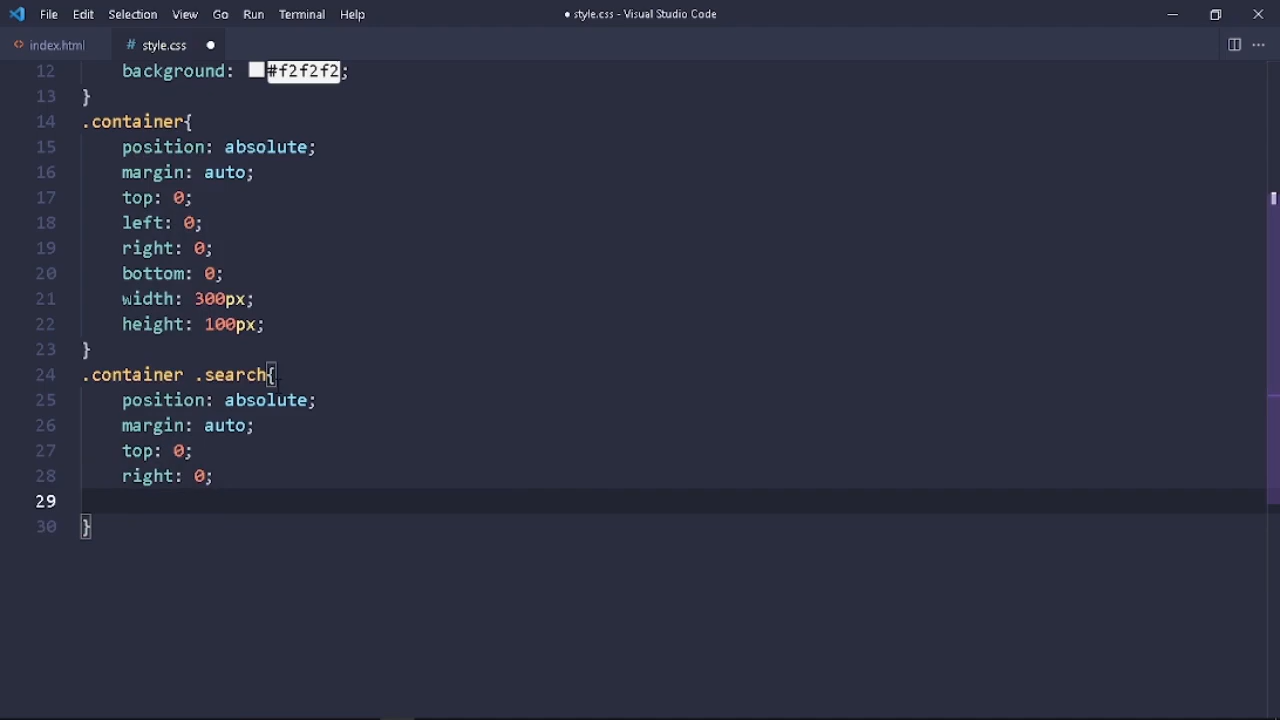 File Edit Selection View Go Run Terminal Help ● style.css - Visual Studio Code
index.html # style.css ●
12 background: #f2f2f2;
13 }
14 .container{
15 position: absolute;
16 margin: auto;
17 top: 0;
18 left: 0;
19 right: 0;
20 bottom: 0;
21 width: 300px;
22 height: 100px;
23 }
24 .container .search{
25 position: absolute;
26 margin: auto;
27 top: 0;
28 right: 0;
29
30 }